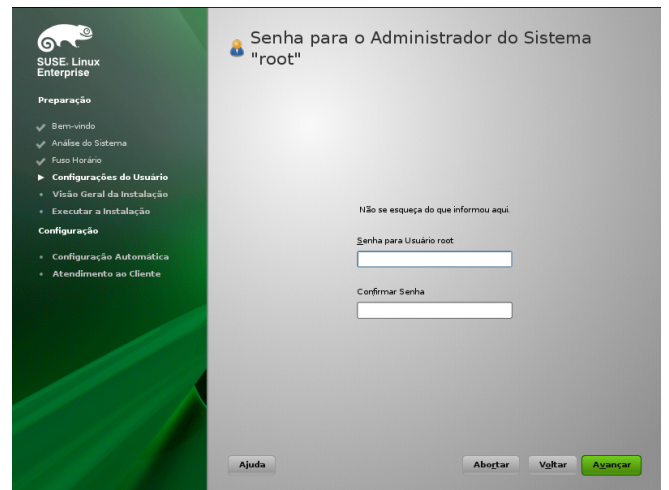 SUSE. Linux
Enterprise
Preparação
Bem-vindo
Análise do Sistema
Fuso Horário
Configurações do Usuário
Visão Geral da Instalação
Executar a Instalação
Configuração
Configuração Automática
Atendimento ao Cliente
Senha para o Administrador do Sistema
"root"
Não se esqueça do que informou aqui.
Senha para Usuário root
Confirmar Senha
Ajuda
Abortar
Voltar
Avançar